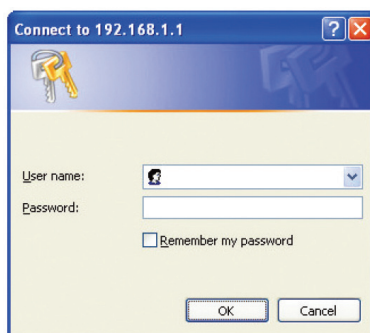 Connect to 192.168.1.1
?
User name:
Password:
Remember my password
OK
Cancel